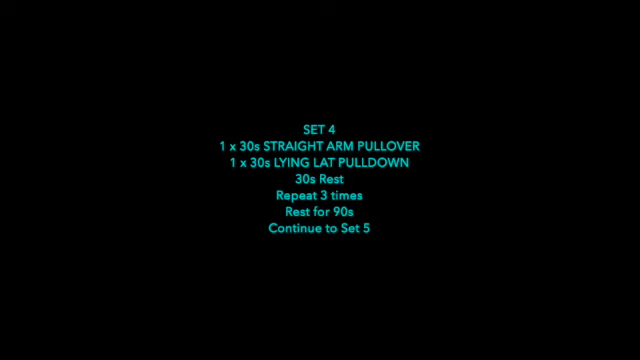 SET 4
1 x 30s STRAIGHT ARM PULLOVER
1 x 30s LYING LAT PULLDOWN
30s Rest
Repeat 3 times
Rest for 90s
Continue to Set 5